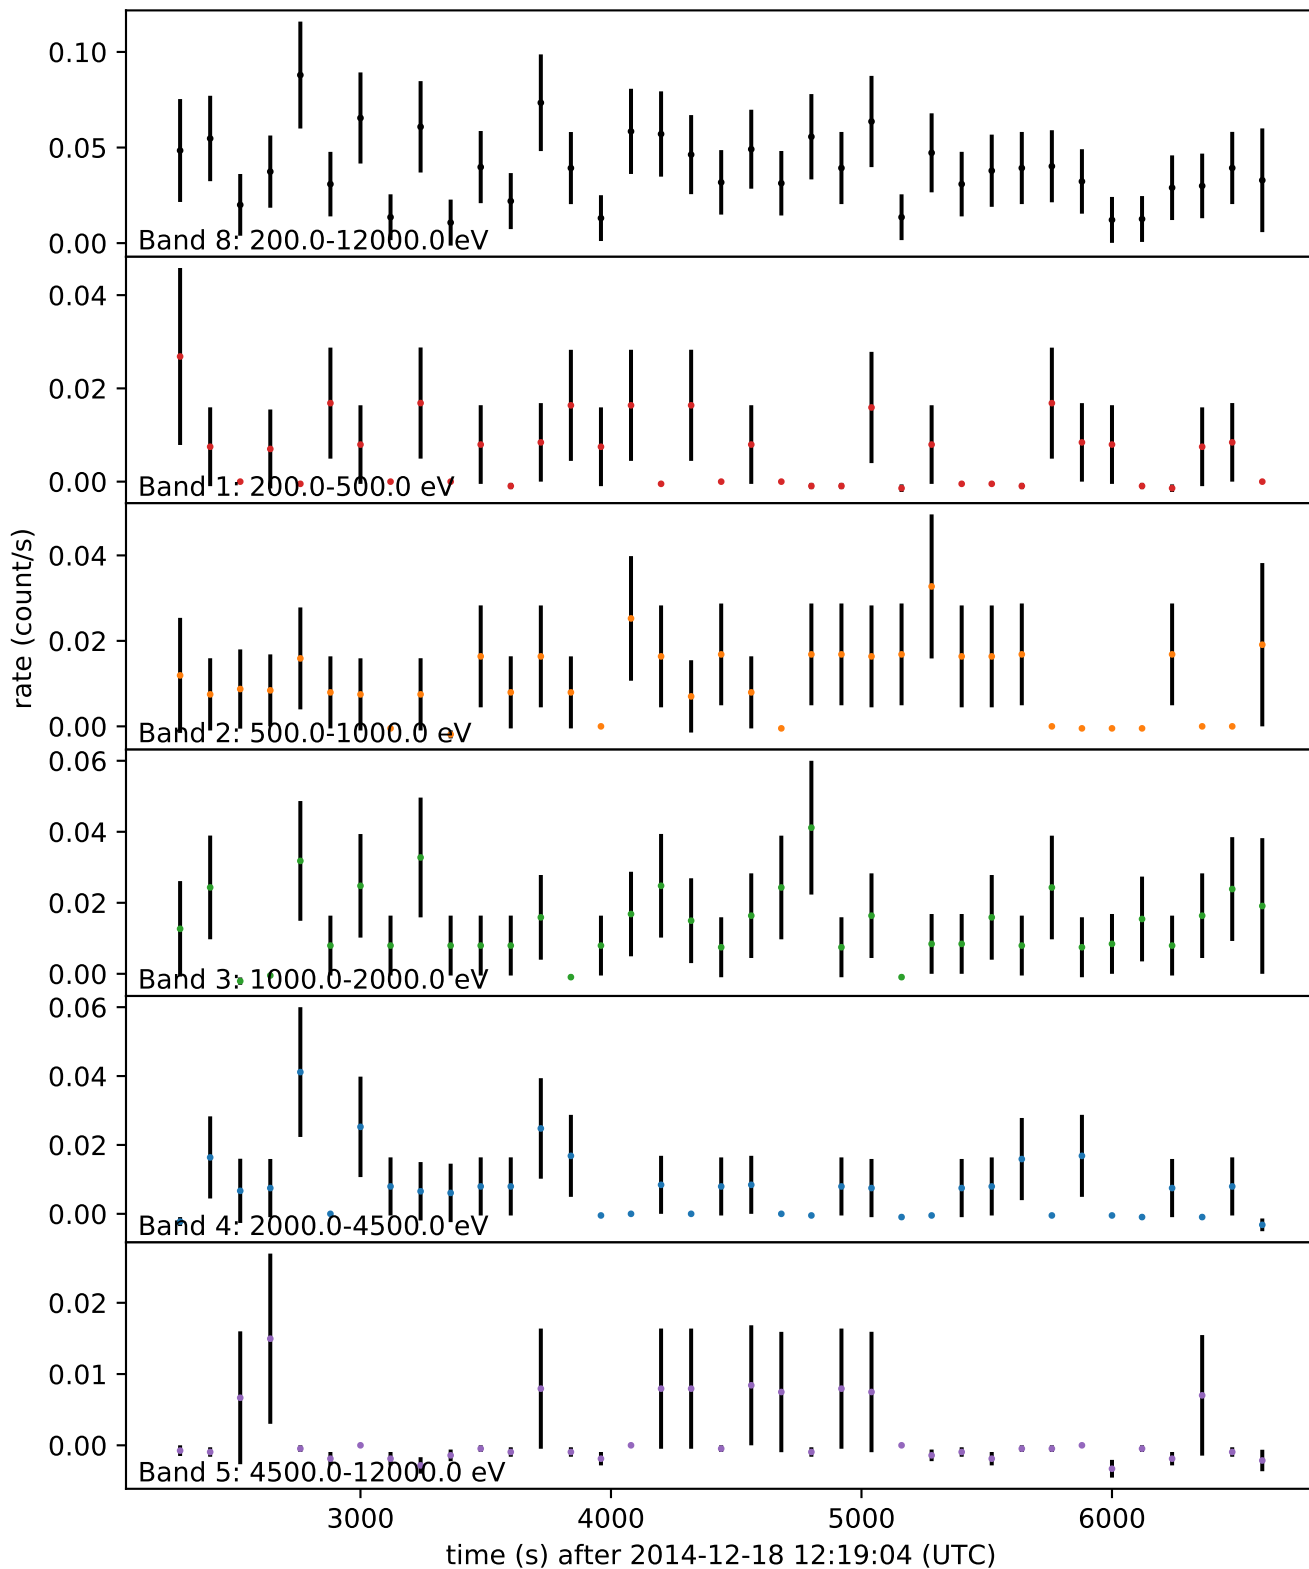 0.10
0.05
0.00
Band 8: 200.0-12000.0 eV
0.04
0.02
0.00
Band 1: 200.0-500.0 eV
rate (count/s)
0.04
0.02
0.00
Band 2: 500.0-1000.0 eV
0.06
0.04
0.02
0.00
Band 3: 1000.0-2000.0 eV
0.06
0.04
0.02
0.00
Band 4: 2000.0-4500.0 eV
0.02
0.01
0.00
Band 5: 4500.0-12000.0 eV
3000 4000 5000 6000
time (s) after 2014-12-18 12:19:04 (UTC)